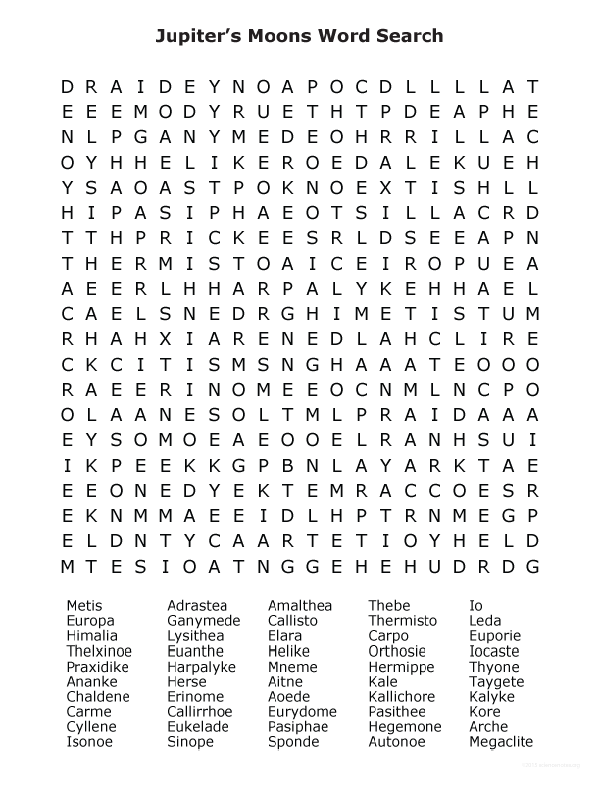 Jupiter's Moons Word Search
D R A I D E Y N O A P O C D L L L L A T
E E E M O D Y R U E T H T P D E A P H E
N L P G A N Y M E D E O H R R I L L A C
O Y H H E L I K E R O E D A L E K U E H
Y S A O A S T P O K N O E X T I S H L L
H I P A S I P H A E O T S I L L A C R D
T T H P R I C K E E S R L D S E E A P N
T H E R M I S T O A I C E I R O P U E A
A E E R L H H A R P A L Y K E H H A E L
C A E L S N E D R G H I M E T I S T U M
R H A H X I A R E N E D L A H C L I R E
C K C I T I S M S N G H A A A T E O O O
R A E E R I N O M E E O C N M L N C P O
O L A A N E S O L T M L P R A I D A A A
E Y S O M O E A E O O E L R A N H S U I
I K P E E K K G P B N L A Y A R K T A E
E E O N E D Y E K T E M R A C C O E S R
E K N M M A E E I D L H P T R N M E G P
E L D N T Y C A A R T E T I O Y H E L D
M T E S I O A T N G G E H E H U D R D G
Metis Adrastea Amalthea Thebe Io
Europa Ganymede Callisto Thermisto Leda
Himalia Lysithea Elara Carpo Euporie
Thelxinoe Euanthe Helike Orthosie Iocaste
Praxidike Harpalyke Mneme Hermippe Thyone
Ananke Herse Aitne Kale Taygete
Chaldene Erinome Aoede Kallichore Kalyke
Carme Callirrhoe Eurydome Pasithee Kore
Cyllene Eukelade Pasiphae Hegemone Arche
Isonoe Sinope Sponde Autonoe Megaclite